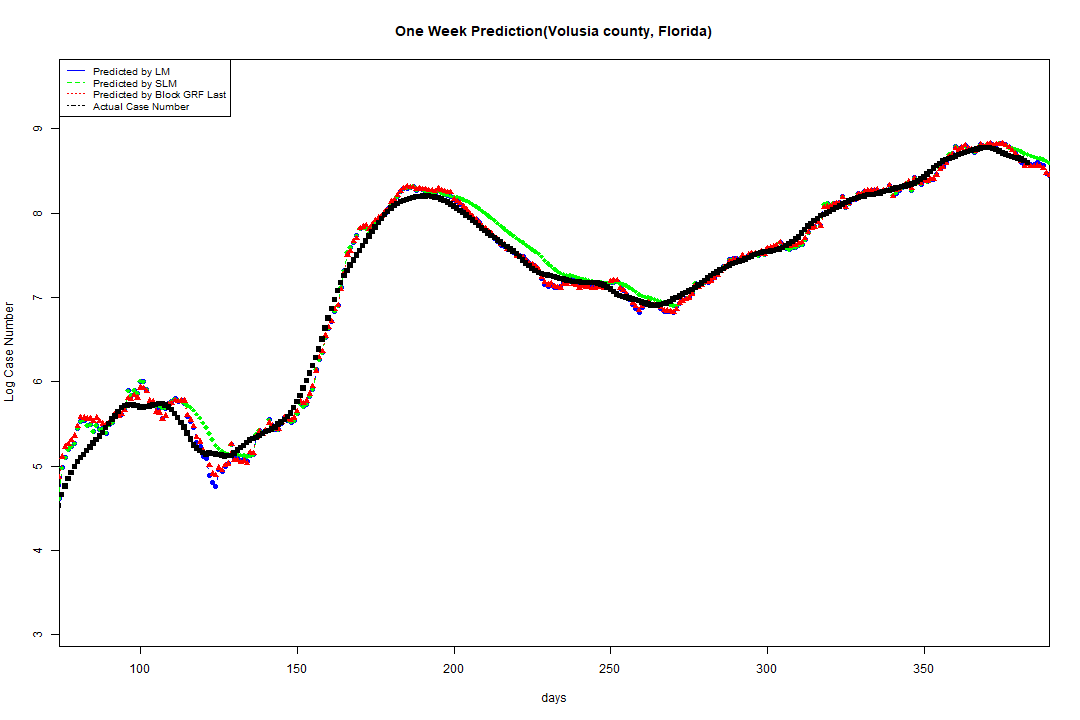 One Week Prediction(Volusia county, Florida)
Predicted by LM
Predicted by SLM
Predicted by Block GRF Last
Actual Case Number
9
8
7
6
5
4
3
Log Case Number
100 150 200 250 300 350
days